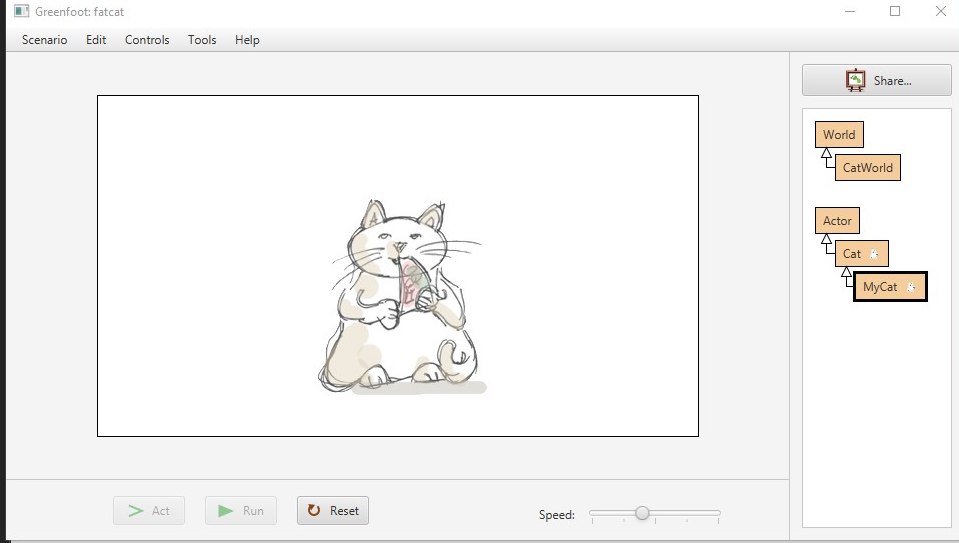 Greenfoot: fatcat
Scenario Edit Controls Tools Help
Share...
World
CatWorld
Actor
Cat
MyCat
Act Run Reset Speed: